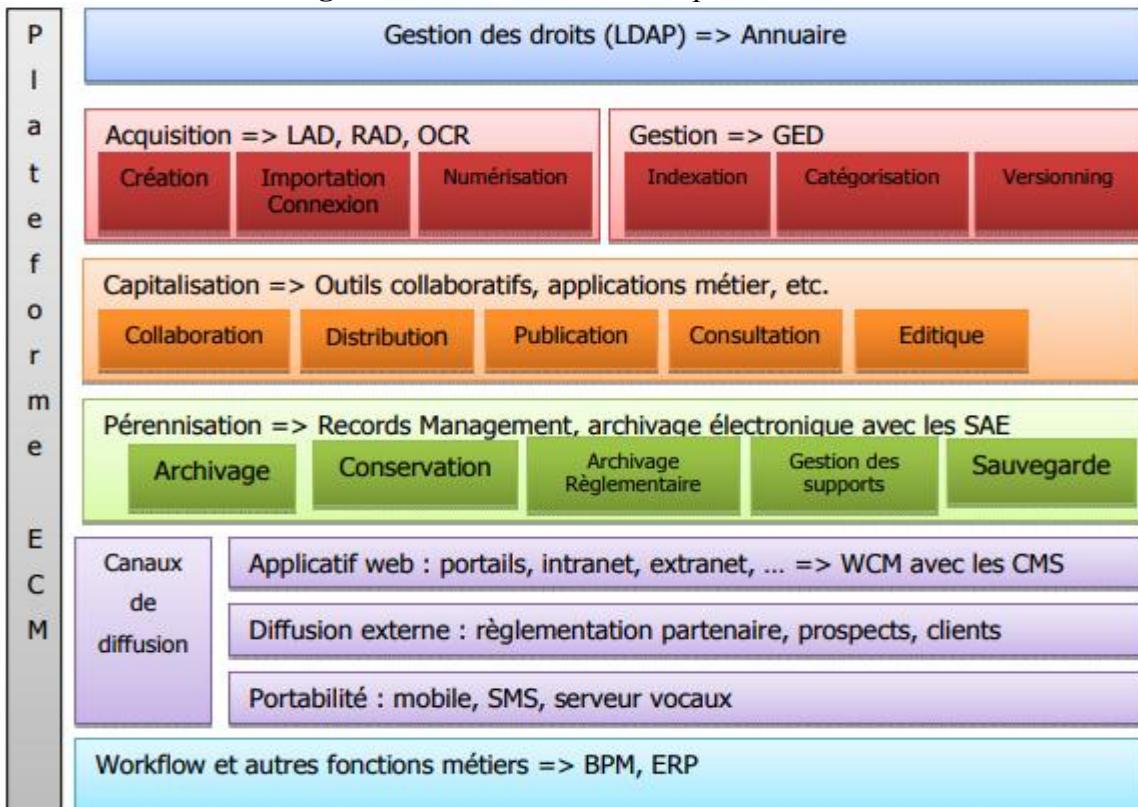 Plateforme ECM
Gestion des droits (LDAP) => Annuaire
Acquisition => LAD, RAD, OCR
Création
Importation
Connexion
Numérisation
Gestion => GED
Indexation
Catégorisation
Versionning
Capitalisation => Outils collaboratifs, applications métier, etc.
Collaboration
Distribution
Publication
Consultation
Editique
Pérennisation => Records Management, archivage électronique avec les SAE
Archivage
Conservation
Archivage
Règlementaire
Gestion des
supports
Sauvegarde
Canaux
de
diffusion
Applicatif web : portails, intranet, extranet, ... => WCM avec les CMS
Diffusion externe : règlementation partenaire, prospects, clients
Portabilité : mobile, SMS, serveur vocaux
Workflow et autres fonctions métiers => BPM, ERP